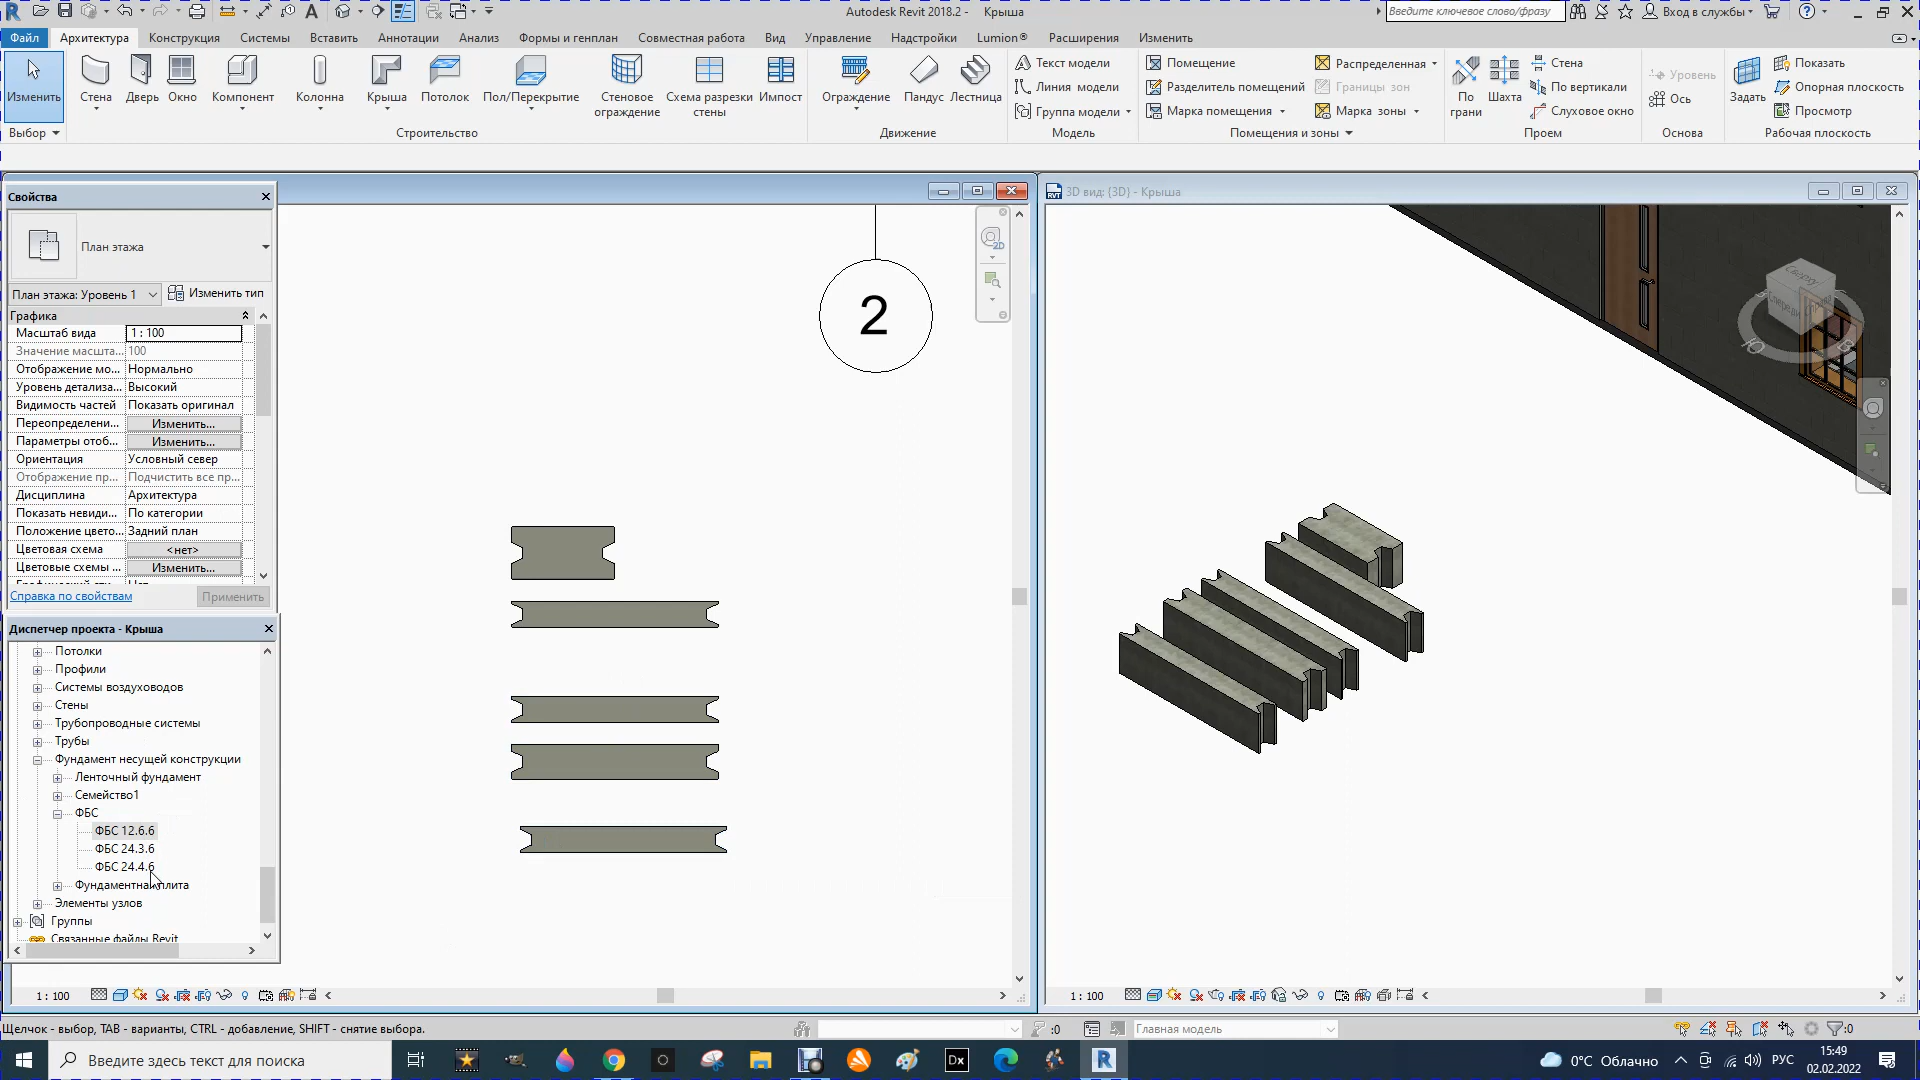 Autodesk Revit 2018.2 - Крыша
Введите ключевое слово/фразу
Вход в службы
Файл Архитектура Конструкция Системы Вставить Аннотации Анализ Формы и генплан Совместная работа Вид Управление Надстройки Lumion® Расширения Изменить
Изменить
Стена
Дверь
Окно
Компонент
Колонна
Крыша
Потолок
Пол/Перекрытие
Стеновое ограждение
Схема разрезки стены
Импост
Ограждение
Пандус
Лестница
Текст модели
Линия модели
Группа модели
Помещение
Разделитель помещений
Марка помещения
Распределенная
Границы зон
Марка зоны
По грани
Шахта
Стена
По вертикали
Слуховое окно
Уровень
Ось
Задать
Показать
Опорная плоскость
Просмотр
Выбор Строительство Движение Модель Помещения и зоны Проем Основа Рабочая плоскость
Свойства
План этажа
План этажа: Уровень 1 Изменить тип
Графика
Масштаб вида 1 : 100
Значение масшта... 100
Отображение мо... Нормально
Уровень детализа... Высокий
Видимость частей Показать оригинал
Переопределени... Изменить...
Параметры отоб... Изменить...
Ориентация Условный север
Отображение пр... Подчистить все пр...
Дисциплина Архитектура
Показать невиди... По категории
Положение цвето... Задний план
Цветовая схема <нет>
Цветовые схемы ... Изменить...
Справка по свойствам Применить
Диспетчер проекта - Крыша
Потолки
Профили
Системы воздуховодов
Стены
Трубопроводные системы
Трубы
Фундамент несущей конструкции
Ленточный фундамент
Семейство1
ФБС
ФБС 12.6.6
ФБС 24.3.6
ФБС 24.4.6
Фундаментная плита
Элементы узлов
Группы
Связанные файлы Revit
2
2D
3D вид: {3D} - Крыша
Сверху
Спереди
Ю
В
1 : 100
1 : 100
Щелчок - выбор, TAB - варианты, CTRL - добавление, SHIFT - снятие выбора.
:0
Главная модель
:0
Введите здесь текст для поиска
Dx
0°C Облачно
РУС
15:49
02.02.2022